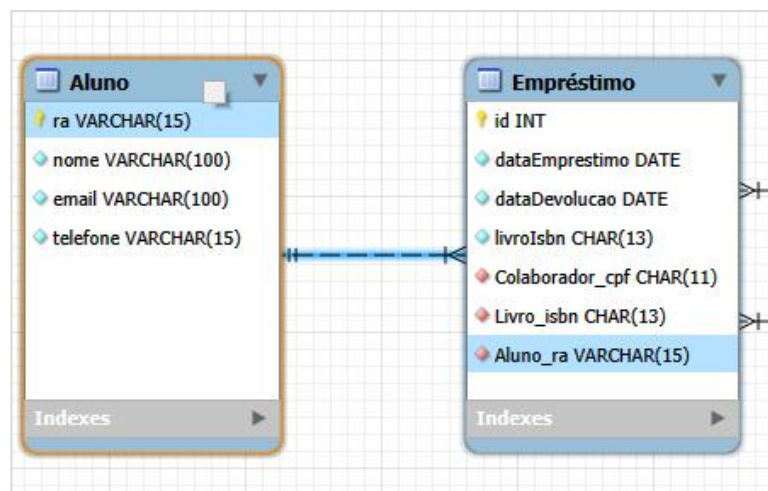 Aluno
ra VARCHAR(15)
nome VARCHAR(100)
email VARCHAR(100)
telefone VARCHAR(15)
Indexes
Empréstimo
id INT
dataEmprestimo DATE
dataDevolucao DATE
livroIsbn CHAR(13)
Colaborador_cpf CHAR(11)
Livro_isbn CHAR(13)
Aluno_ra VARCHAR(15)
Indexes